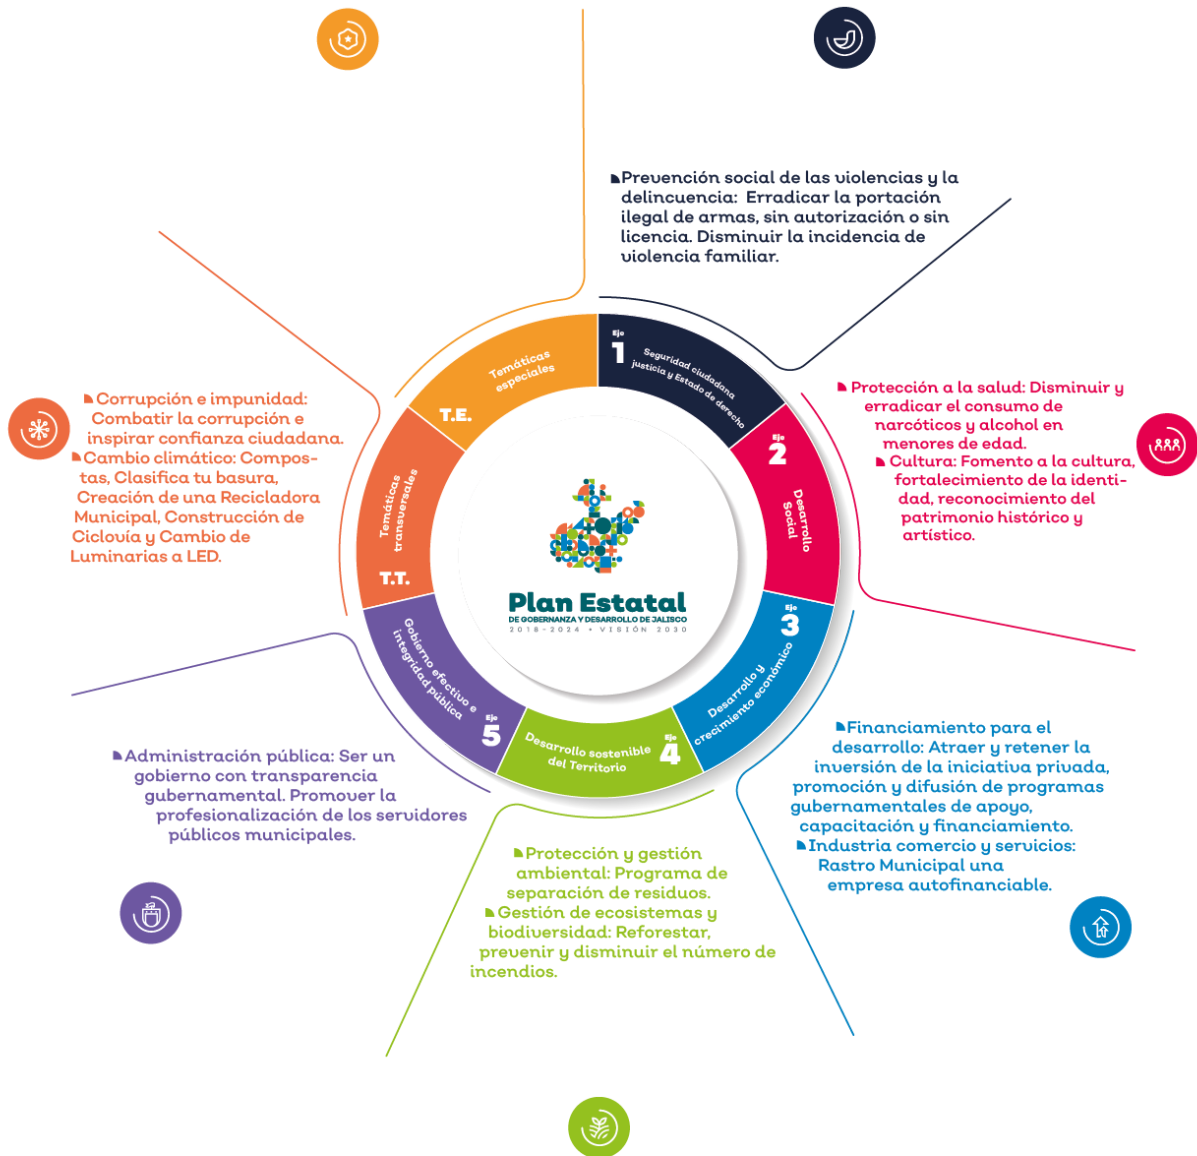 Prevención social de las violencias y la
delincuencia: Erradicar la portación
ilegal de armas, sin autorización o sin
licencia. Disminuir la incidencia de
violencia familiar.
Eje
1
Seguridad ciudadana
justicia y Estado de derecho
Protección a la salud: Disminuir y
erradicar el consumo de
narcóticos y alcohol en
menores de edad.
Cultura: Fomento a la cultura,
fortalecimiento de la identi-
dad, reconocimiento del
patrimonio histórico y
artístico.
Eje
2
Desarrollo
Social
Financiamiento para el
desarrollo: Atraer y retener la
inversión de la iniciativa privada,
promoción y difusión de programas
gubernamentales de apoyo,
capacitación y financiamiento.
Industria comercio y servicios:
Rastro Municipal una
empresa autofinanciable.
Eje
3
Desarrollo y
crecimiento económico
Protección y gestión
ambiental: Programa de
separación de residuos.
Gestión de ecosistemas y
biodiversidad: Reforestar,
prevenir y disminuir el número de
incendios.
Eje
4
Desarrollo sostenible
del Territorio
Administración pública: Ser un
gobierno con transparencia
gubernamental. Promover la
profesionalización de los servidores
públicos municipales.
Eje
5
Gobierno efectivo e
integridad pública
Corrupción e impunidad:
Combatir la corrupción e
inspirar confianza ciudadana.
Cambio climático: Compos-
tas, Clasifica tu basura,
Creación de una Recicladora
Municipal, Construcción de
Ciclovía y Cambio de
Luminarias a LED.
T.T.
Temáticas
transversales
T.E.
Temáticas
especiales
Plan Estatal
DE GOBERNANZA Y DESARROLLO DE JALISCO
2018-2024 • VISIÓN 2030